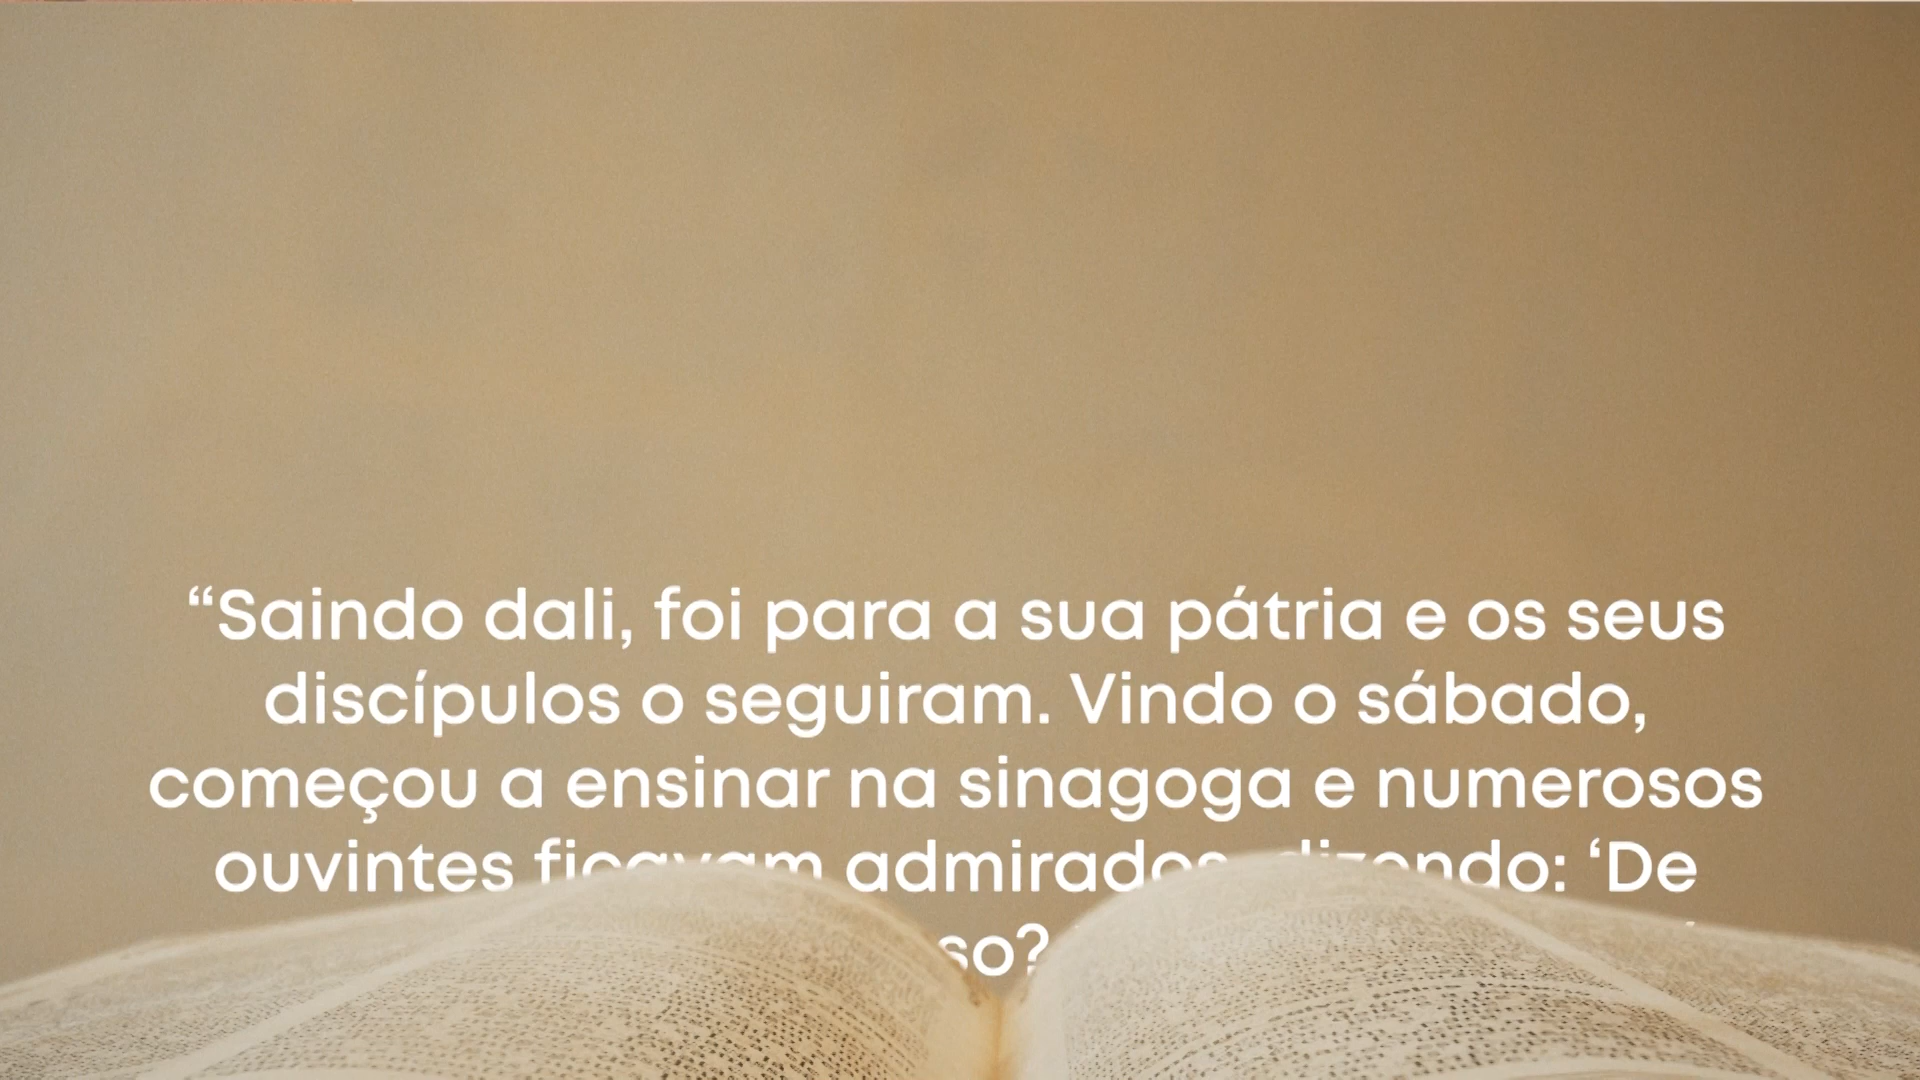 “Saindo dali, foi para a sua pátria e os seus
discípulos o seguiram. Vindo o sábado,
começou a ensinar na sinagoga e numerosos
ouvintes ficavam admirados, dizendo: ‘De